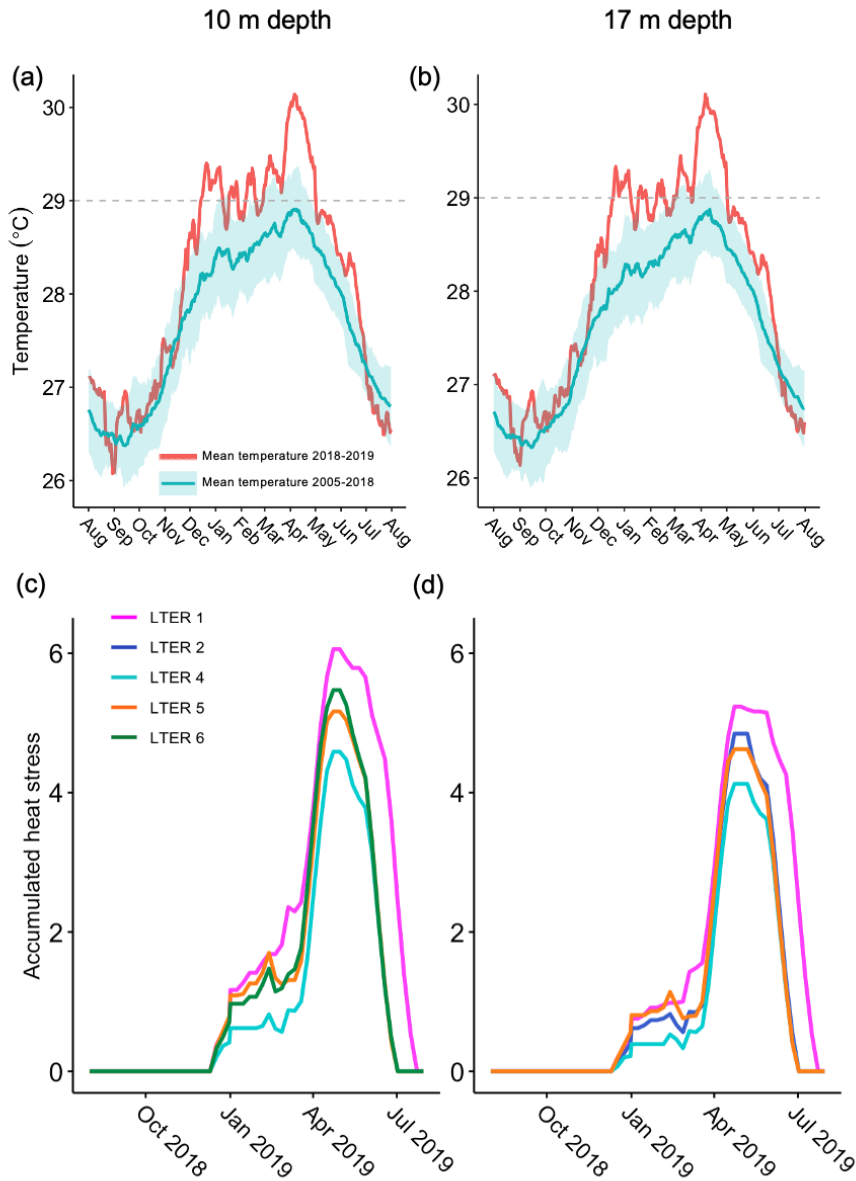 10 m depth
17 m depth
(a)
(b)
Temperature (°C)
30
29
28
27
26
30
29
28
27
26
Mean temperature 2018-2019
Mean temperature 2005-2018
Aug Sep Oct Nov Dec Jan Feb Mar Apr May Jun Jul Aug
Aug Sep Oct Nov Dec Jan Feb Mar Apr May Jun Jul Aug
(c)
(d)
Accumulated heat stress
6
4
2
0
6
4
2
0
LTER 1
LTER 2
LTER 4
LTER 5
LTER 6
Oct 2018 Jan 2019 Apr 2019 Jul 2019
Oct 2018 Jan 2019 Apr 2019 Jul 2019